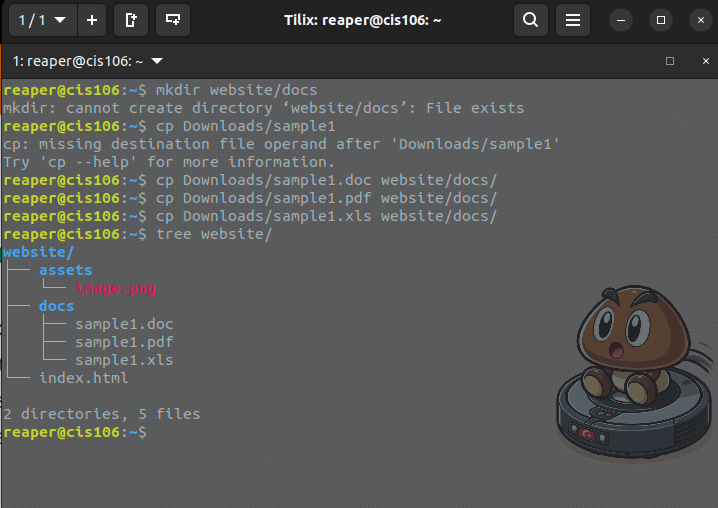 1 / 1
Tilix: reaper@cis106: ~
1: reaper@cis106: ~
reaper@cis106:~$ mkdir website/docs
mkdir: cannot create directory ‘website/docs’: File exists
reaper@cis106:~$ cp Downloads/sample1
cp: missing destination file operand after 'Downloads/sample1'
Try 'cp --help' for more information.
reaper@cis106:~$ cp Downloads/sample1.doc website/docs/
reaper@cis106:~$ cp Downloads/sample1.pdf website/docs/
reaper@cis106:~$ cp Downloads/sample1.xls website/docs/
reaper@cis106:~$ tree website/
website/
├── assets
│   └── image.png
├── docs
│   ├── sample1.doc
│   ├── sample1.pdf
│   └── sample1.xls
└── index.html
2 directories, 5 files
reaper@cis106:~$